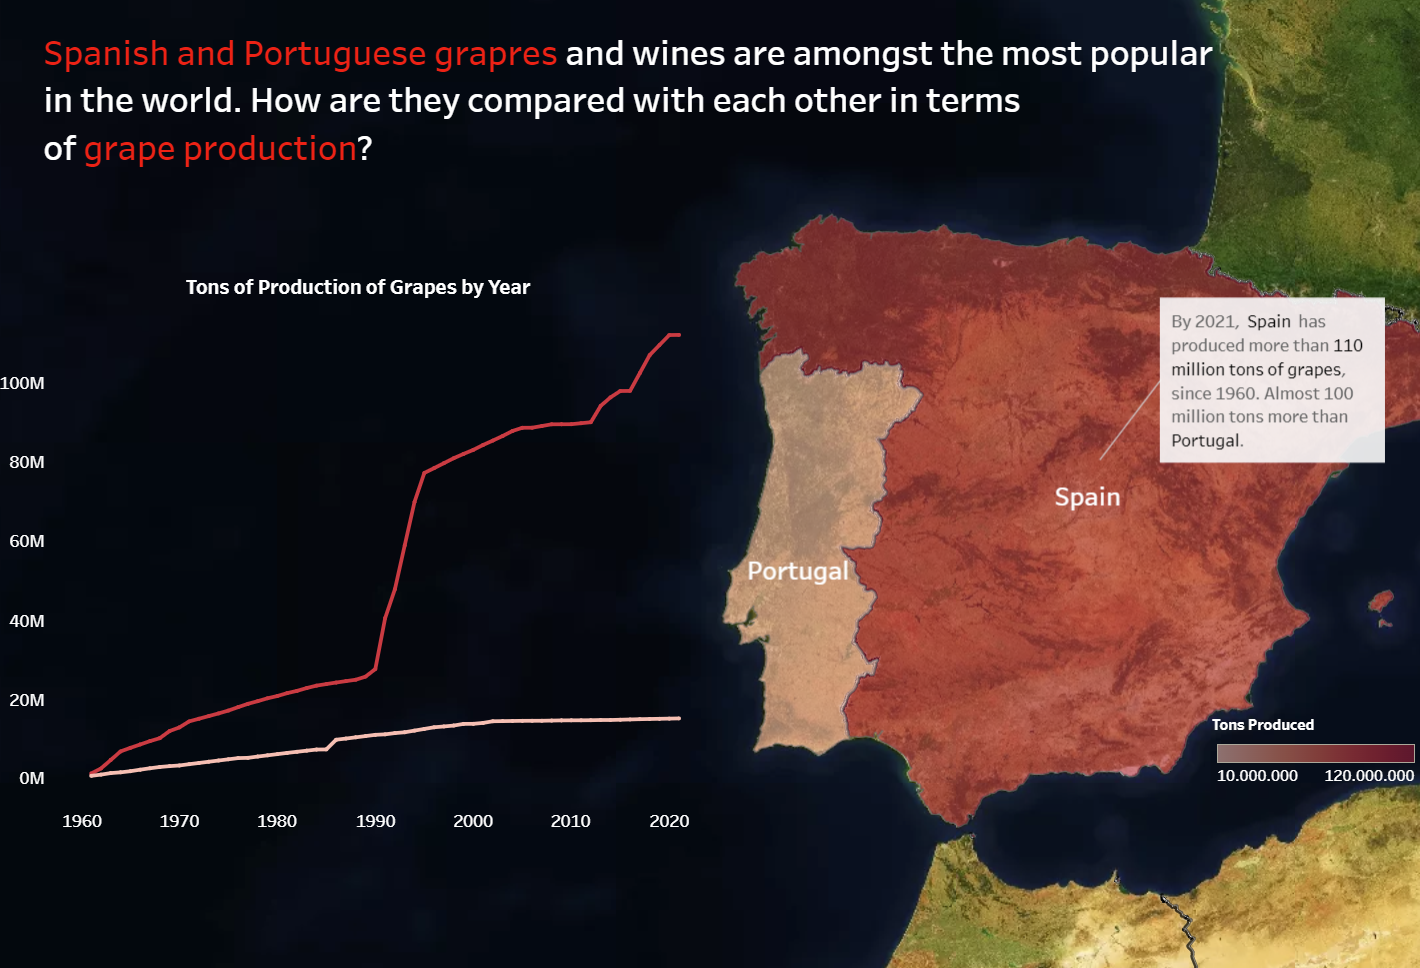 Spanish and Portuguese grapres and wines are amongst the most popular
in the world. How are they compared with each other in terms
of grape production?
Tons of Production of Grapes by Year
100M
80M
60M
40M
20M
0M
1960 1970 1980 1990 2000 2010 2020
By 2021, Spain has
produced more than 110
million tons of grapes,
since 1960. Almost 100
million tons more than
Portugal.
Spain
Portugal
Tons Produced
10.000.000 120.000.000